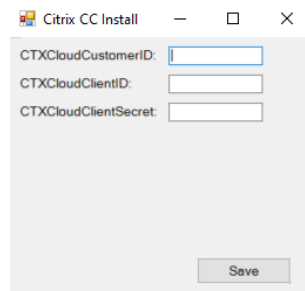 Citrix CC Install
CTXCloudCustomerID:
CTXCloudClientID:
CTXCloudClientSecret:
Save